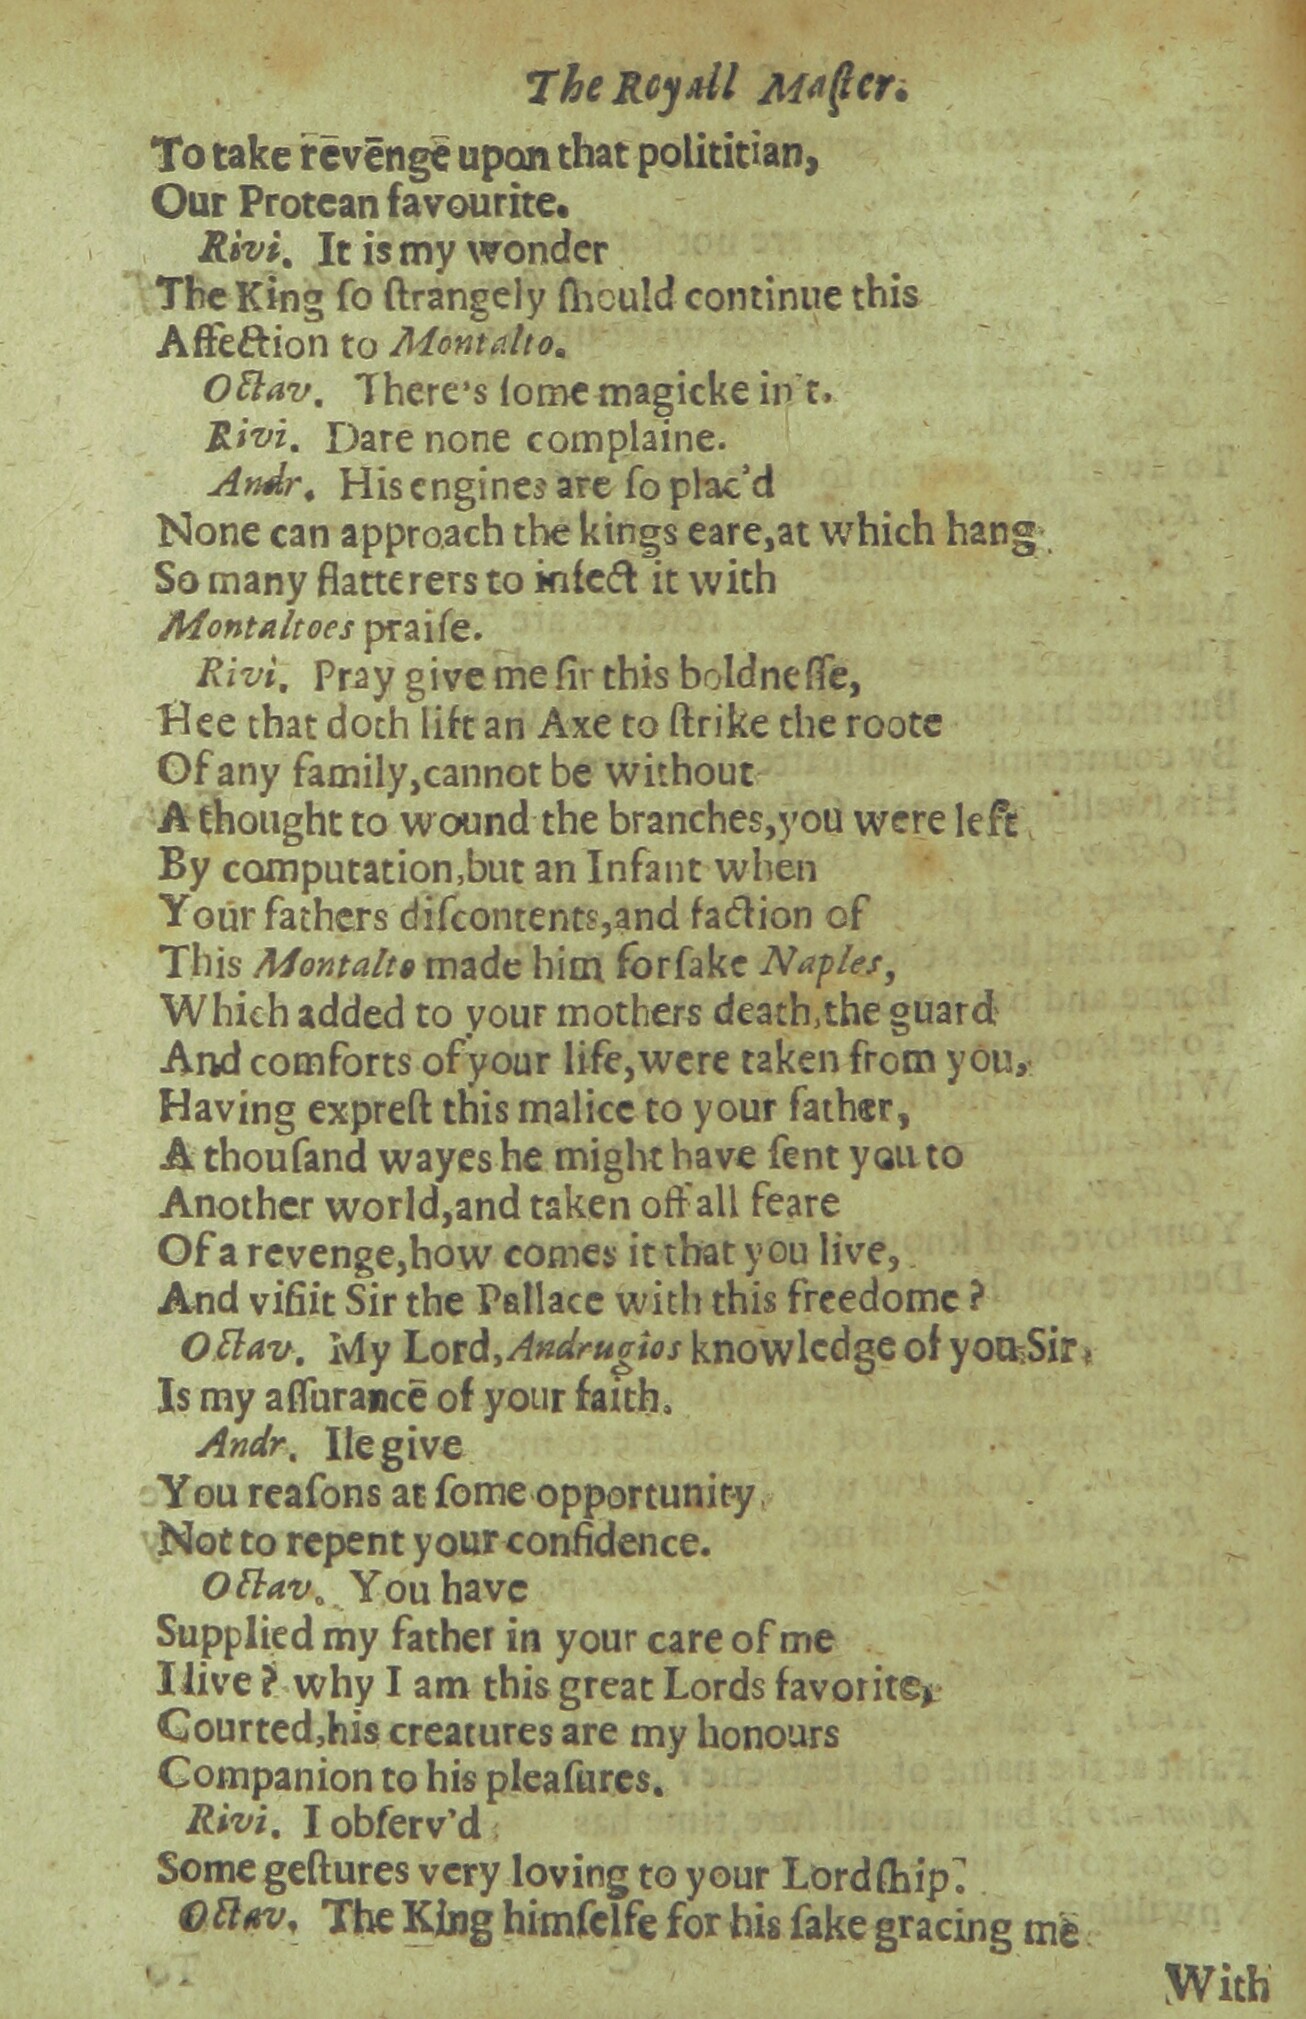 The Royall Maſter.
To take rēvēngē upon that polititian,
Our Protean favourite.
Rivi. It is my wonder
The King ſo ſtrangely ſhould continue this
Affection to Montalto.
Octav. There's ſome magicke in't.
Rivi. Dare none complaine.
Andr. His engines are ſo plac'd
None can approach the kings eare, at which hang
So many flatterers to infect it with
Montaltoes praiſe.
Rivi. Pray give me ſir this boldneſſe,
Hee that doth lift an Axe to ſtrike the roote
Of any family, cannot be without
A thought to wound the branches, you were left
By computation, but an Infant when
Your fathers diſcontents, and faction of
This Montalto made him forſake Naples,
Which added to your mothers death, the guard
And comforts of your life, were taken from you,
Having expreſt this malice to your father,
A thouſand wayes he might have ſent you to
Another world, and taken off all feare
Of a revenge, how comes it that you live,
And viſiit Sir the Pallace with this freedome?
Octav. My Lord, Andrugios knowledge of you Sir,
Is my aſſurancē of your faith.
Andr. Ile give
You reaſons at ſome opportunity
Not to repent your confidence.
Octav. You have
Supplied my father in your care of me
I live? why I am this great Lords favorite,
Courted, his creatures are my honours
Companion to his pleaſures.
Rivi. I obſerv'd
Some geſtures very loving to your Lordſhip.
Octav. The King himſelfe for his ſake gracing me
With